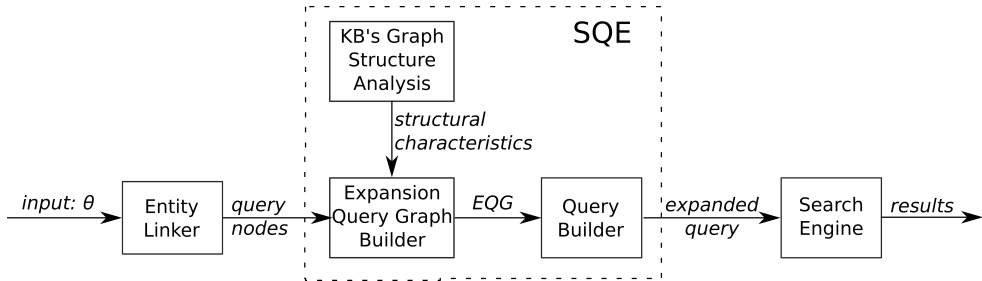 SQE
KB's Graph
Structure
Analysis
structural
characteristics
input: θ
Entity
Linker
query
nodes
Expansion
Query Graph
Builder
EQG
Query
Builder
expanded
query
Search
Engine
results